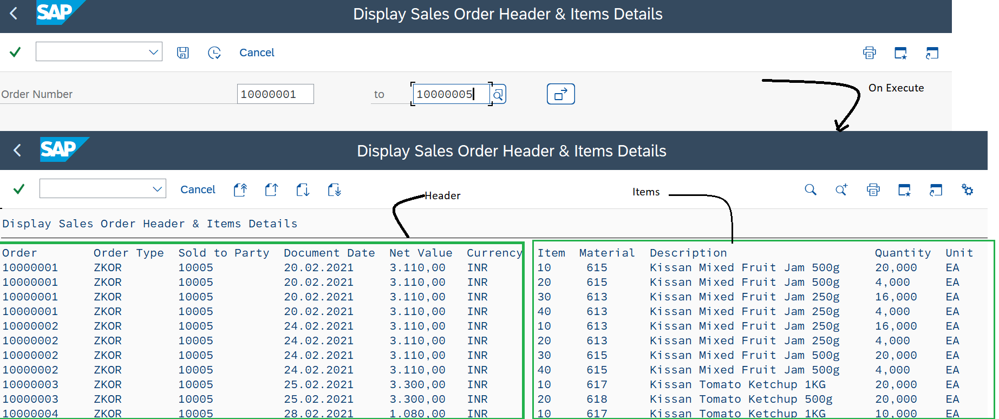 SAP Display Sales Order Header & Items Details
Cancel
Order Number 10000001 to 10000005 On Execute
SAP Display Sales Order Header & Items Details
Cancel Header Items
Display Sales Order Header & Items Details
Order Order Type Sold to Party Document Date Net Value Currency Item Material Description Quantity Unit
10000001 ZKOR 10005 20.02.2021 3.110,00 INR 10 615 Kissan Mixed Fruit Jam 500g 20,000 EA
10000001 ZKOR 10005 20.02.2021 3.110,00 INR 20 615 Kissan Mixed Fruit Jam 500g 4,000 EA
10000001 ZKOR 10005 20.02.2021 3.110,00 INR 30 613 Kissan Mixed Fruit Jam 250g 16,000 EA
10000001 ZKOR 10005 20.02.2021 3.110,00 INR 40 613 Kissan Mixed Fruit Jam 250g 4,000 EA
10000002 ZKOR 10005 24.02.2021 3.110,00 INR 10 613 Kissan Mixed Fruit Jam 250g 16,000 EA
10000002 ZKOR 10005 24.02.2021 3.110,00 INR 20 613 Kissan Mixed Fruit Jam 250g 4,000 EA
10000002 ZKOR 10005 24.02.2021 3.110,00 INR 30 615 Kissan Mixed Fruit Jam 500g 20,000 EA
10000002 ZKOR 10005 24.02.2021 3.110,00 INR 40 615 Kissan Mixed Fruit Jam 500g 4,000 EA
10000003 ZKOR 10005 25.02.2021 3.300,00 INR 10 617 Kissan Tomato Ketchup 1KG 20,000 EA
10000003 ZKOR 10005 25.02.2021 3.300,00 INR 20 618 Kissan Tomato Ketchup 500g 20,000 EA
10000004 ZKOR 10005 28.02.2021 1.080,00 INR 10 617 Kissan Tomato Ketchup 1KG 10,000 EA